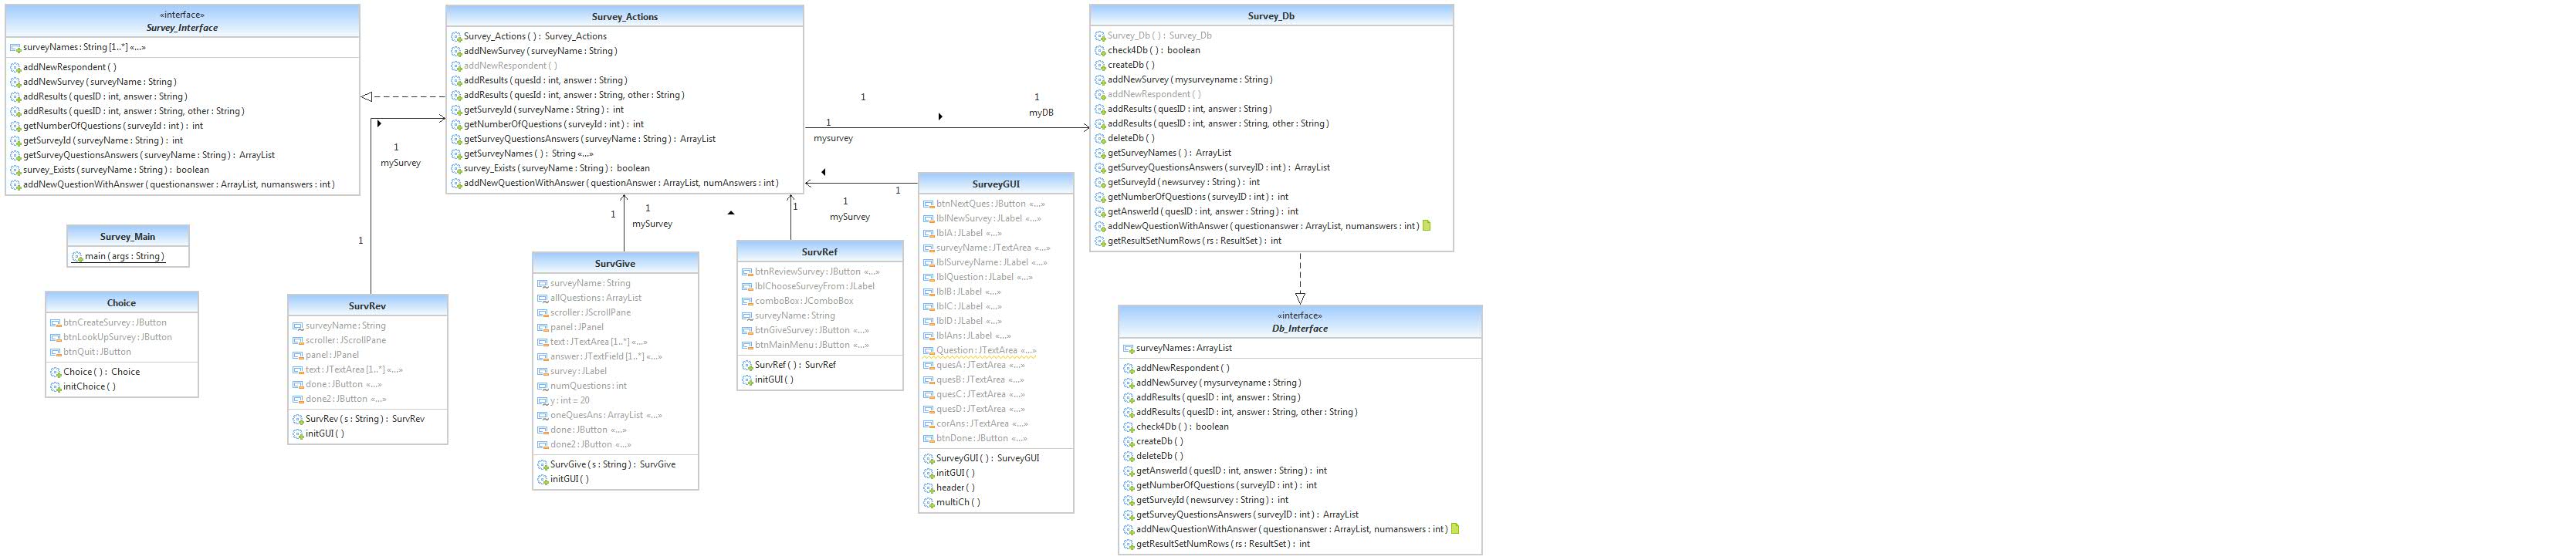 «interface»
Survey_Interface
surveyNames : String [1..*] «...»
addNewRespondent ( )
addNewSurvey ( surveyName : String )
addResults ( quesID : int, answer : String )
addResults ( quesID : int, answer : String, other : String )
getNumberOfQuestions ( surveyId : int ) : int
getSurveyId ( surveyName : String ) : int
getSurveyQuestionsAnswers ( surveyName : String ) : ArrayList
survey_Exists ( surveyName : String ) : boolean
addNewQuestionWithAnswer ( questionanswer : ArrayList, numanswers : int )
Survey_Actions
Survey_Actions ( ) : Survey_Actions
addNewSurvey ( surveyName : String )
addNewRespondent ( )
addResults ( quesId : int, answer : String )
addResults ( quesId : int, answer : String, other : String )
getSurveyId ( surveyName : String ) : int
getNumberOfQuestions ( surveyId : int ) : int
getSurveyQuestionsAnswers ( surveyName : String ) : ArrayList
getSurveyNames ( ) : String «...»
survey_Exists ( surveyName : String ) : boolean
addNewQuestionWithAnswer ( questionAnswer : ArrayList, numAnswers : int )
Survey_Db
Survey_Db ( ) : Survey_Db
check4Db ( ) : boolean
createDb ( )
addNewSurvey ( mysurveyname : String )
addNewRespondent ( )
addResults ( quesID : int, answer : String )
addResults ( quesID : int, answer : String, other : String )
deleteDb ( )
getSurveyNames ( ) : ArrayList
getSurveyQuestionsAnswers ( surveyID : int ) : ArrayList
getSurveyId ( newsurvey : String ) : int
getNumberOfQuestions ( surveyID : int ) : int
getAnswerId ( quesID : int, answer : String ) : int
addNewQuestionWithAnswer ( questionanswer : ArrayList, numanswers : int )
getResultSetNumRows ( rs : ResultSet ) : int
1
1
myDB
1
mysurvey
1
mySurvey
1
1
1
mySurvey
1
1
1
mySurvey
Survey_Main
main ( args : String )
Choice
btnCreateSurvey : JButton
btnLookUpSurvey : JButton
btnQuit : JButton
Choice ( ) : Choice
initChoice ( )
SurvRev
surveyName : String
scroller : JScrollPane
panel : JPanel
text : JTextArea [1..*] «...»
done : JButton «...»
done2 : JButton «...»
SurvRev ( s : String ) : SurvRev
initGUI ( )
SurvGive
surveyName : String
allQuestions : ArrayList
scroller : JScrollPane
panel : JPanel
text : JTextArea [1..*] «...»
answer : JTextField [1..*] «...»
survey : JLabel
numQuestions : int
y : int = 20
oneQuesAns : ArrayList «...»
done : JButton «...»
done2 : JButton «...»
SurvGive ( s : String ) : SurvGive
initGUI ( )
SurvRef
btnReviewSurvey : JButton «...»
lblChooseSurveyFrom : JLabel
comboBox : JComboBox
surveyName : String
btnGiveSurvey : JButton «...»
btnMainMenu : JButton «...»
SurvRef ( ) : SurvRef
initGUI ( )
SurveyGUI
btnNextQues : JButton «...»
lblNewSurvey : JLabel «...»
lblA : JLabel «...»
surveyName : JTextArea «...»
lblSurveyName : JLabel «...»
lblQuestion : JLabel «...»
lblB : JLabel «...»
lblC : JLabel «...»
lblD : JLabel «...»
lblAns : JLabel «...»
Question : JTextArea «...»
quesA : JTextArea «...»
quesB : JTextArea «...»
quesC : JTextArea «...»
quesD : JTextArea «...»
corAns : JTextArea «...»
btnDone : JButton «...»
SurveyGUI ( ) : SurveyGUI
initGUI ( )
header ( )
multiCh ( )
«interface»
Db_Interface
surveyNames : ArrayList
addNewRespondent ( )
addNewSurvey ( mysurveyname : String )
addResults ( quesID : int, answer : String )
addResults ( quesID : int, answer : String, other : String )
check4Db ( ) : boolean
createDb ( )
deleteDb ( )
getAnswerId ( quesID : int, answer : String ) : int
getNumberOfQuestions ( surveyID : int ) : int
getSurveyId ( newsurvey : String ) : int
getSurveyQuestionsAnswers ( surveyID : int ) : ArrayList
addNewQuestionWithAnswer ( questionanswer : ArrayList, numanswers : int )
getResultSetNumRows ( rs : ResultSet ) : int